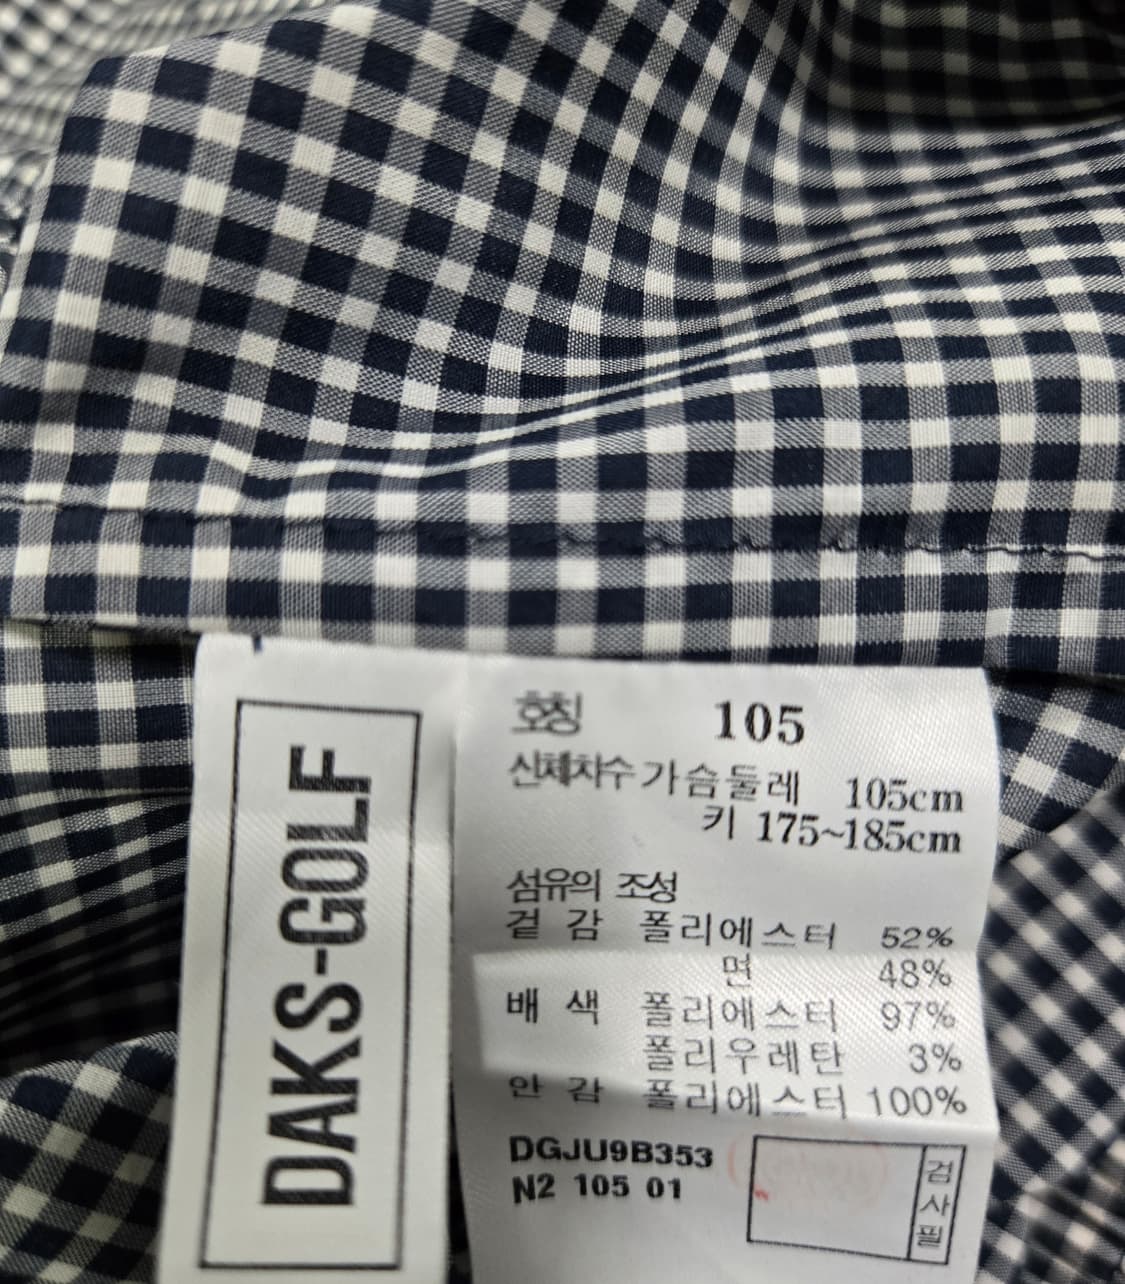 DAKS-GOLF
호칭 105
신체치수 가슴둘레 105cm
키 175~185cm
섬유의 조성
겉감 폴리에스터 52%
면 48%
배색 폴리에스터 97%
폴리우레탄 3%
안감 폴리에스터 100%
DGJU9B353
N2 105 01
검사필